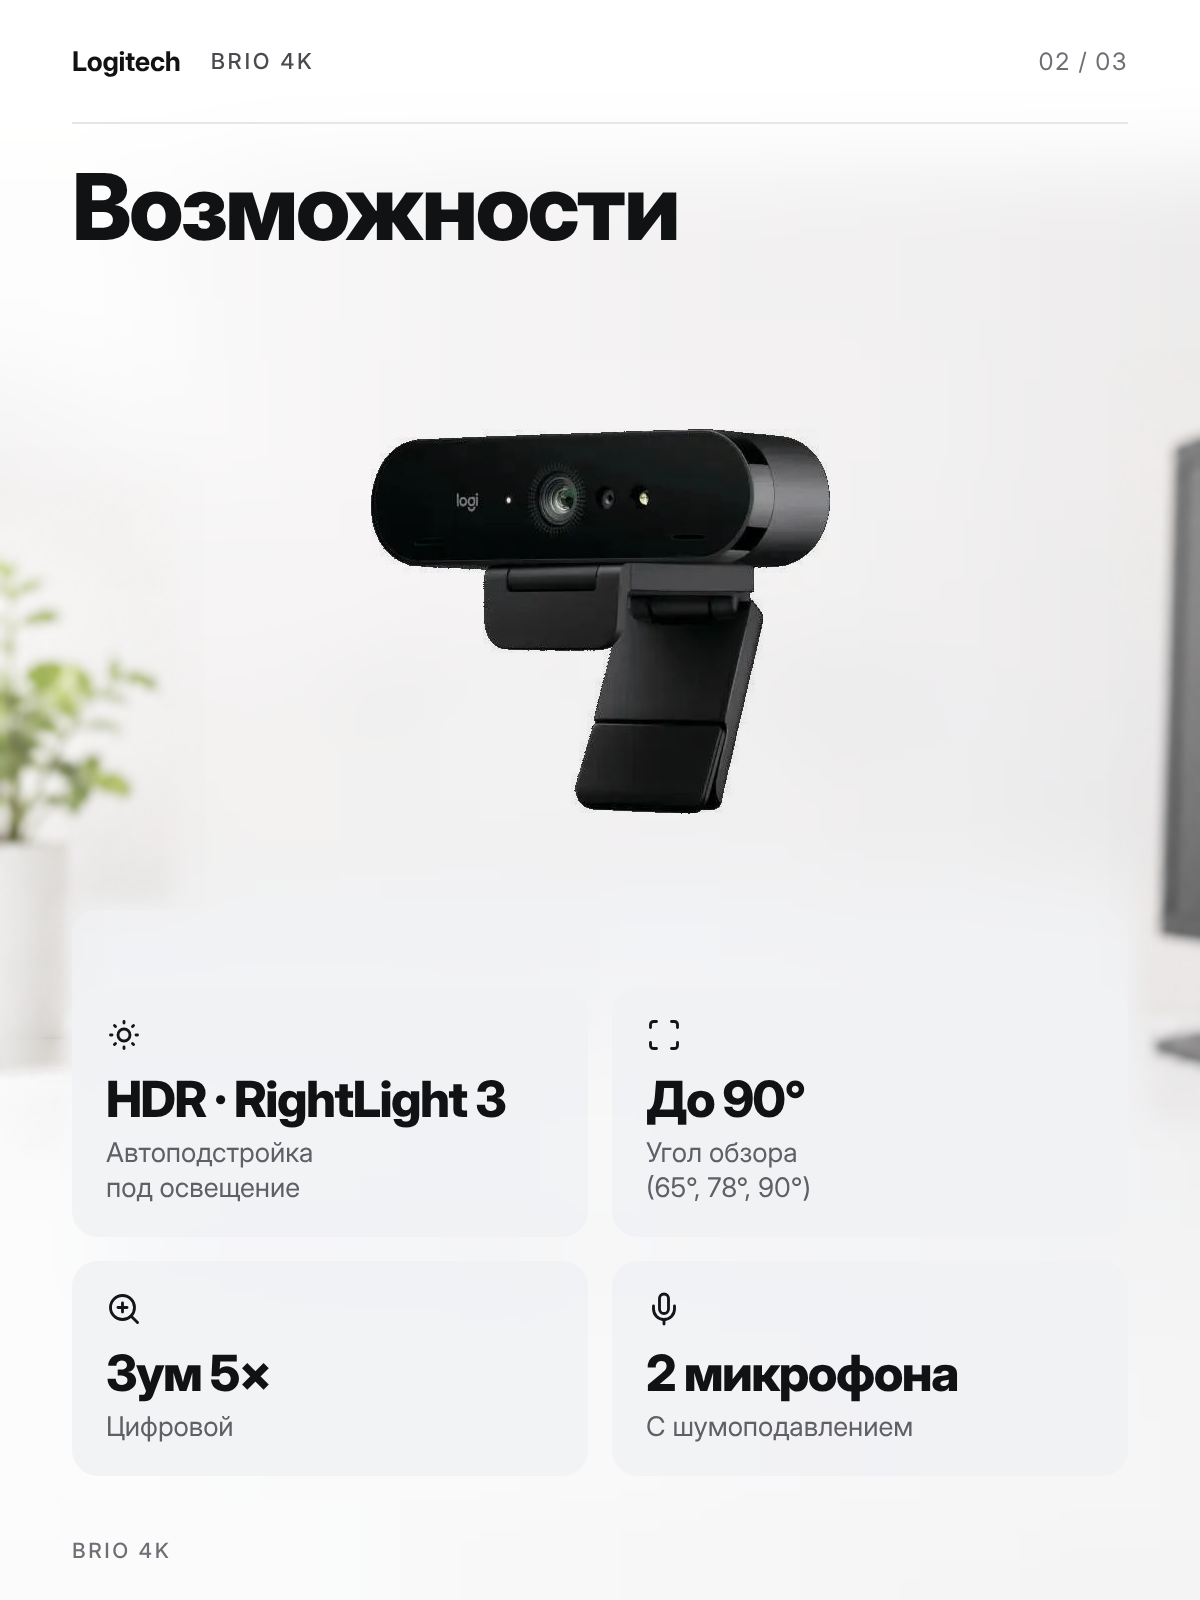 Logitech BRIO 4K 02 / 03
Возможности
logi
HDR · RightLight 3
Автоподстройка
под освещение
До 90°
Угол обзора
(65°, 78°, 90°)
Зум 5×
Цифровой
2 микрофона
С шумоподавлением
BRIO 4K